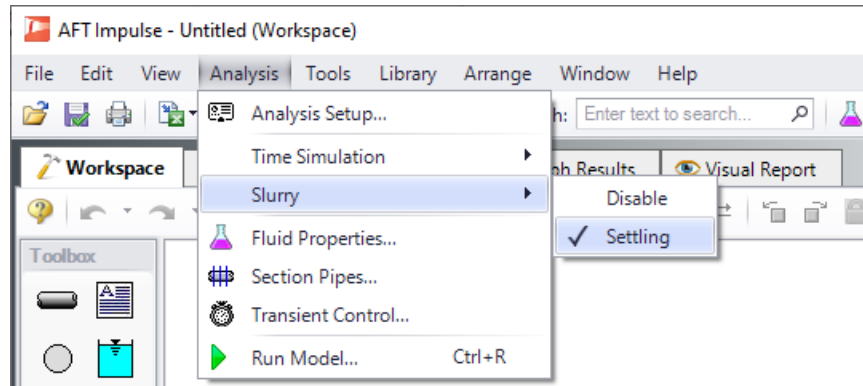 AFT Impulse - Untitled (Workspace)
File Edit View Analysis Tools Library Arrange Window Help
Analysis Setup...
Enter text to search...
Workspace
Time Simulation
Visual Report
Results
Slurry
Disable
Toolbox
Fluid Properties...
Settling
A
Section Pipes...
Transient Control...
Run Model... Ctrl+R